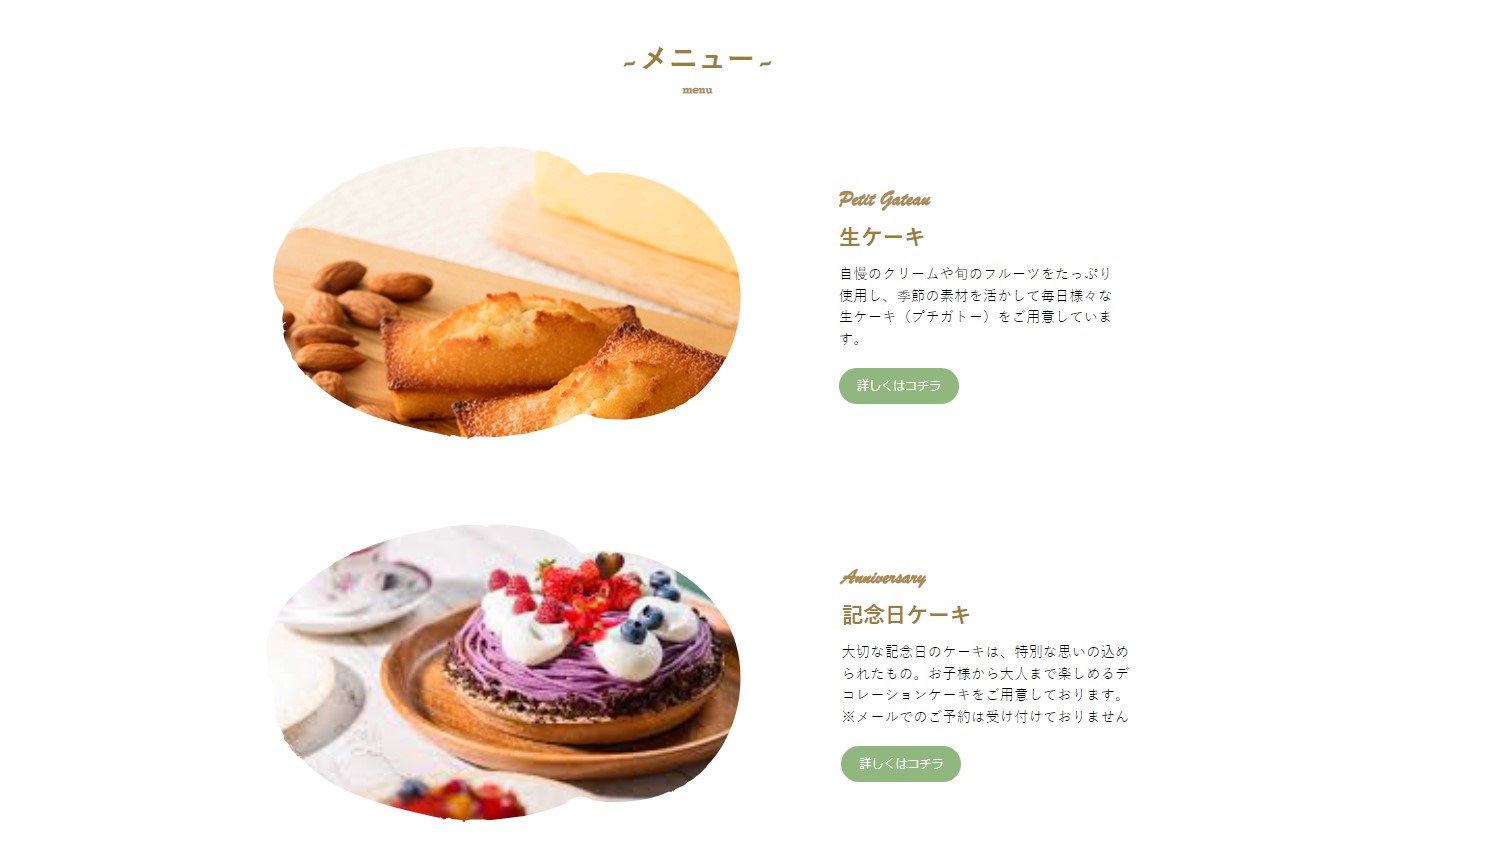 ~メニュー~
menu
Petit Gateau
生ケーキ
自慢のクリームや旬のフルーツをたっぷり
使用し、季節の素材を活かして毎日様々な
生ケーキ（プチガトー）をご用意していま
す。
詳しくはコチラ
Anniversary
記念日ケーキ
大切な記念日のケーキは、特別な思いの込め
られたもの。お子様から大人まで楽しめるデ
コレーションケーキをご用意しております。
※メールでのご予約は受け付けておりません
詳しくはコチラ